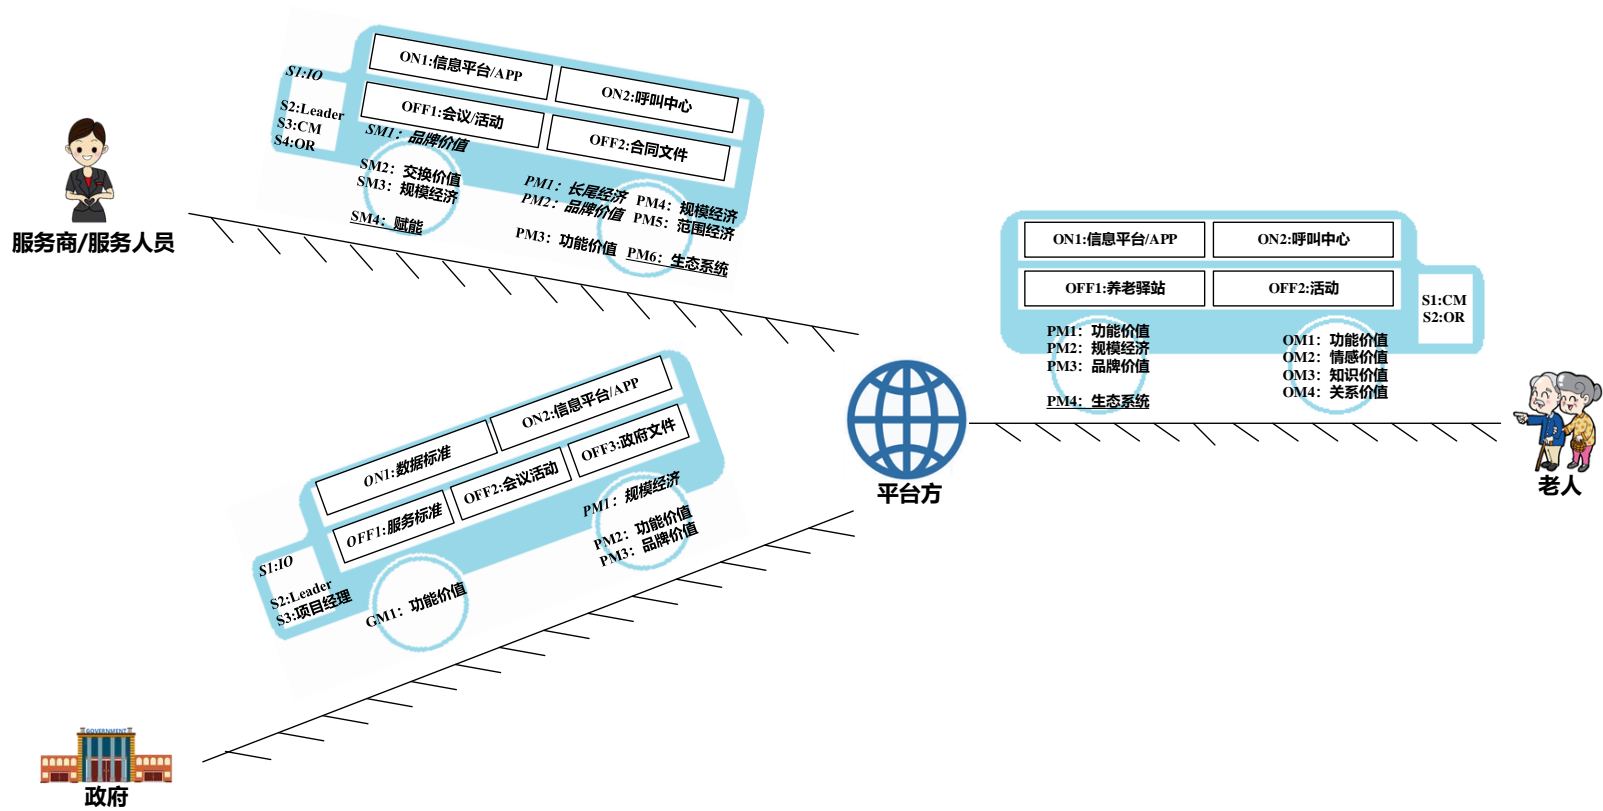 ON1:信息平台/APP
ON2:呼叫中心
OFF1:会议/活动
OFF2:合同文件
S1:IO
S2:Leader
S3:CM
S4:OR
SM1：品牌价值
SM2：交换价值
SM3：规模经济
SM4：赋能
PM1：长尾经济
PM2：品牌价值
PM3：功能价值
PM4：规模经济
PM5：范围经济
PM6：生态系统
服务商/服务人员
ON1:信息平台/APP
ON2:呼叫中心
OFF1:养老驿站
OFF2:活动
S1:CM
S2:OR
PM1：功能价值
PM2：规模经济
PM3：品牌价值
PM4：生态系统
OM1：功能价值
OM2：情感价值
OM3：知识价值
OM4：关系价值
平台方
老人
ON1:数据标准
ON2:信息平台/APP
OFF1:服务标准
OFF2:会议活动
OFF3:政府文件
S1:IO
S2:Leader
S3:项目经理
GM1：功能价值
PM1：规模经济
PM2：功能价值
PM3：品牌价值
GOVERNMENT
政府